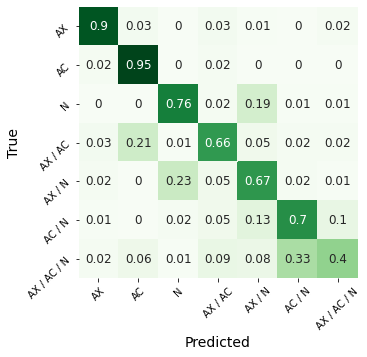 AX 0.9 0.03 0 0.03 0.01 0 0.02
AC 0.02 0.95 0 0.02 0 0 0
N 0 0 0.76 0.02 0.19 0.01 0.01
AX / AC 0.03 0.21 0.01 0.66 0.05 0.02 0.02
AX / N 0.02 0 0.23 0.05 0.67 0.02 0.01
AC / N 0.01 0 0.02 0.05 0.13 0.7 0.1
AX / AC / N 0.02 0.06 0.01 0.09 0.08 0.33 0.4
True
AX AC N AX / AC AX / N AC / N AX / AC / N
Predicted